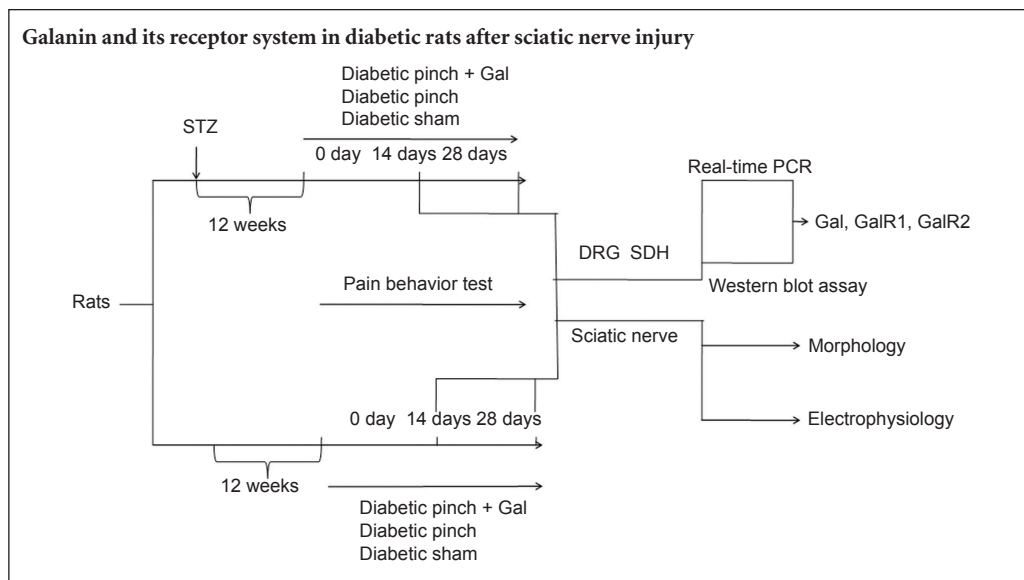 Galanin and its receptor system in diabetic rats after sciatic nerve injury
Diabetic pinch + Gal
Diabetic pinch
Diabetic sham
STZ
0 day 14 days 28 days
12 weeks
Real-time PCR
Gal, GalR1, GalR2
DRG SDH
Western blot assay
Pain behavior test
Rats
Sciatic nerve
Morphology
Electrophysiology
0 day 14 days 28 days
12 weeks
Diabetic pinch + Gal
Diabetic pinch
Diabetic sham